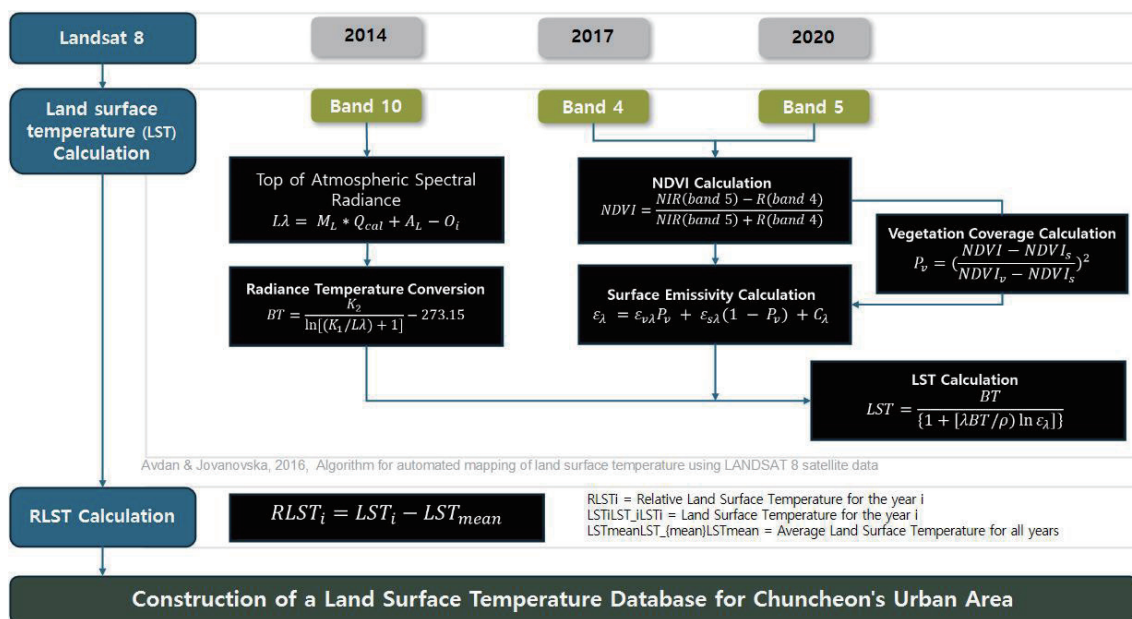 Landsat 8
2014
2017
2020
Land surface
temperature (LST)
Calculation
Band 10
Band 4
Band 5
Top of Atmospheric Spectral
Radiance
Lλ = M_L * Q_cal + A_L − O_i
NDVI Calculation
NDVI = NIR(band 5) − R(band 4) / NIR(band 5) + R(band 4)
Vegetation Coverage Calculation
P_v = (NDVI − NDVI_s / NDVI_v − NDVI_s)^2
Radiance Temperature Conversion
BT = K_2 / ln[(K_1/Lλ) + 1] − 273.15
Surface Emissivity Calculation
ε_λ = ε_vλ P_v + ε_sλ(1 − P_v) + C_λ
LST Calculation
LST = BT / {1 + [λBT/ρ) ln ε_λ]}
Avdan & Jovanovska, 2016, Algorithm for automated mapping of land surface temperature using LANDSAT 8 satellite data
RLST Calculation
RLST_i = LST_i − LST_mean
RLSTi = Relative Land Surface Temperature for the year i
LSTiLST_iLSTi = Land Surface Temperature for the year i
LSTmeanLST_{mean}LSTmean = Average Land Surface Temperature for all years
Construction of a Land Surface Temperature Database for Chuncheon's Urban Area